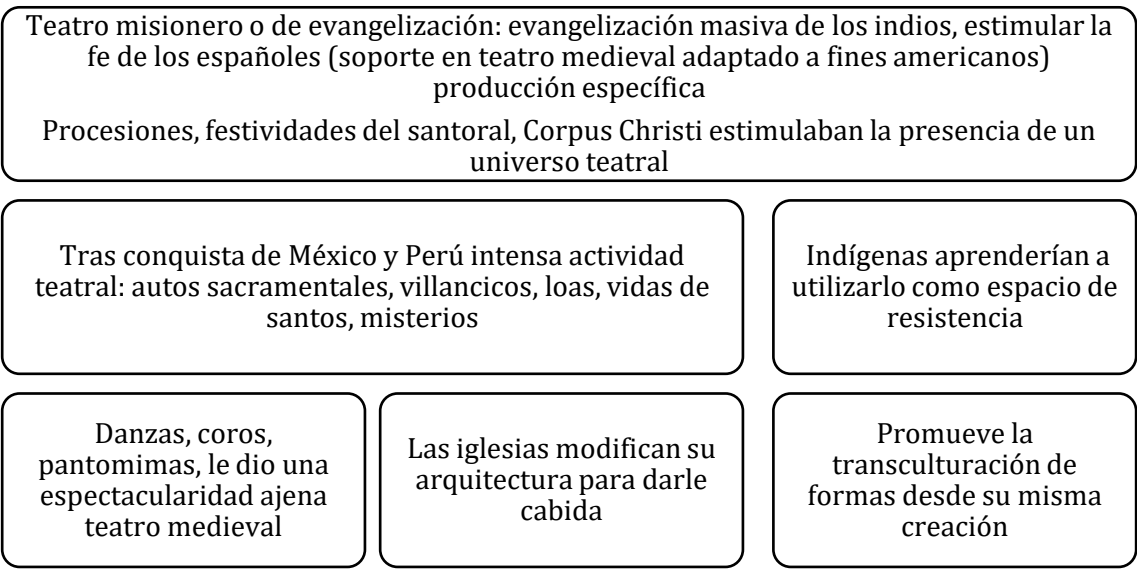 Teatro misionero o de evangelización: evangelización masiva de los indios, estimular la
fe de los españoles (soporte en teatro medieval adaptado a fines americanos)
producción específica
Procesiones, festividades del santoral, Corpus Christi estimulaban la presencia de un
universo teatral
Tras conquista de México y Perú intensa actividad
teatral: autos sacramentales, villancicos, loas, vidas de
santos, misterios
Indígenas aprenderían a
utilizarlo como espacio de
resistencia
Danzas, coros,
pantomimas, le dio una
espectacularidad ajena
teatro medieval
Las iglesias modifican su
arquitectura para darle
cabida
Promueve la
transculturación de
formas desde su misma
creación